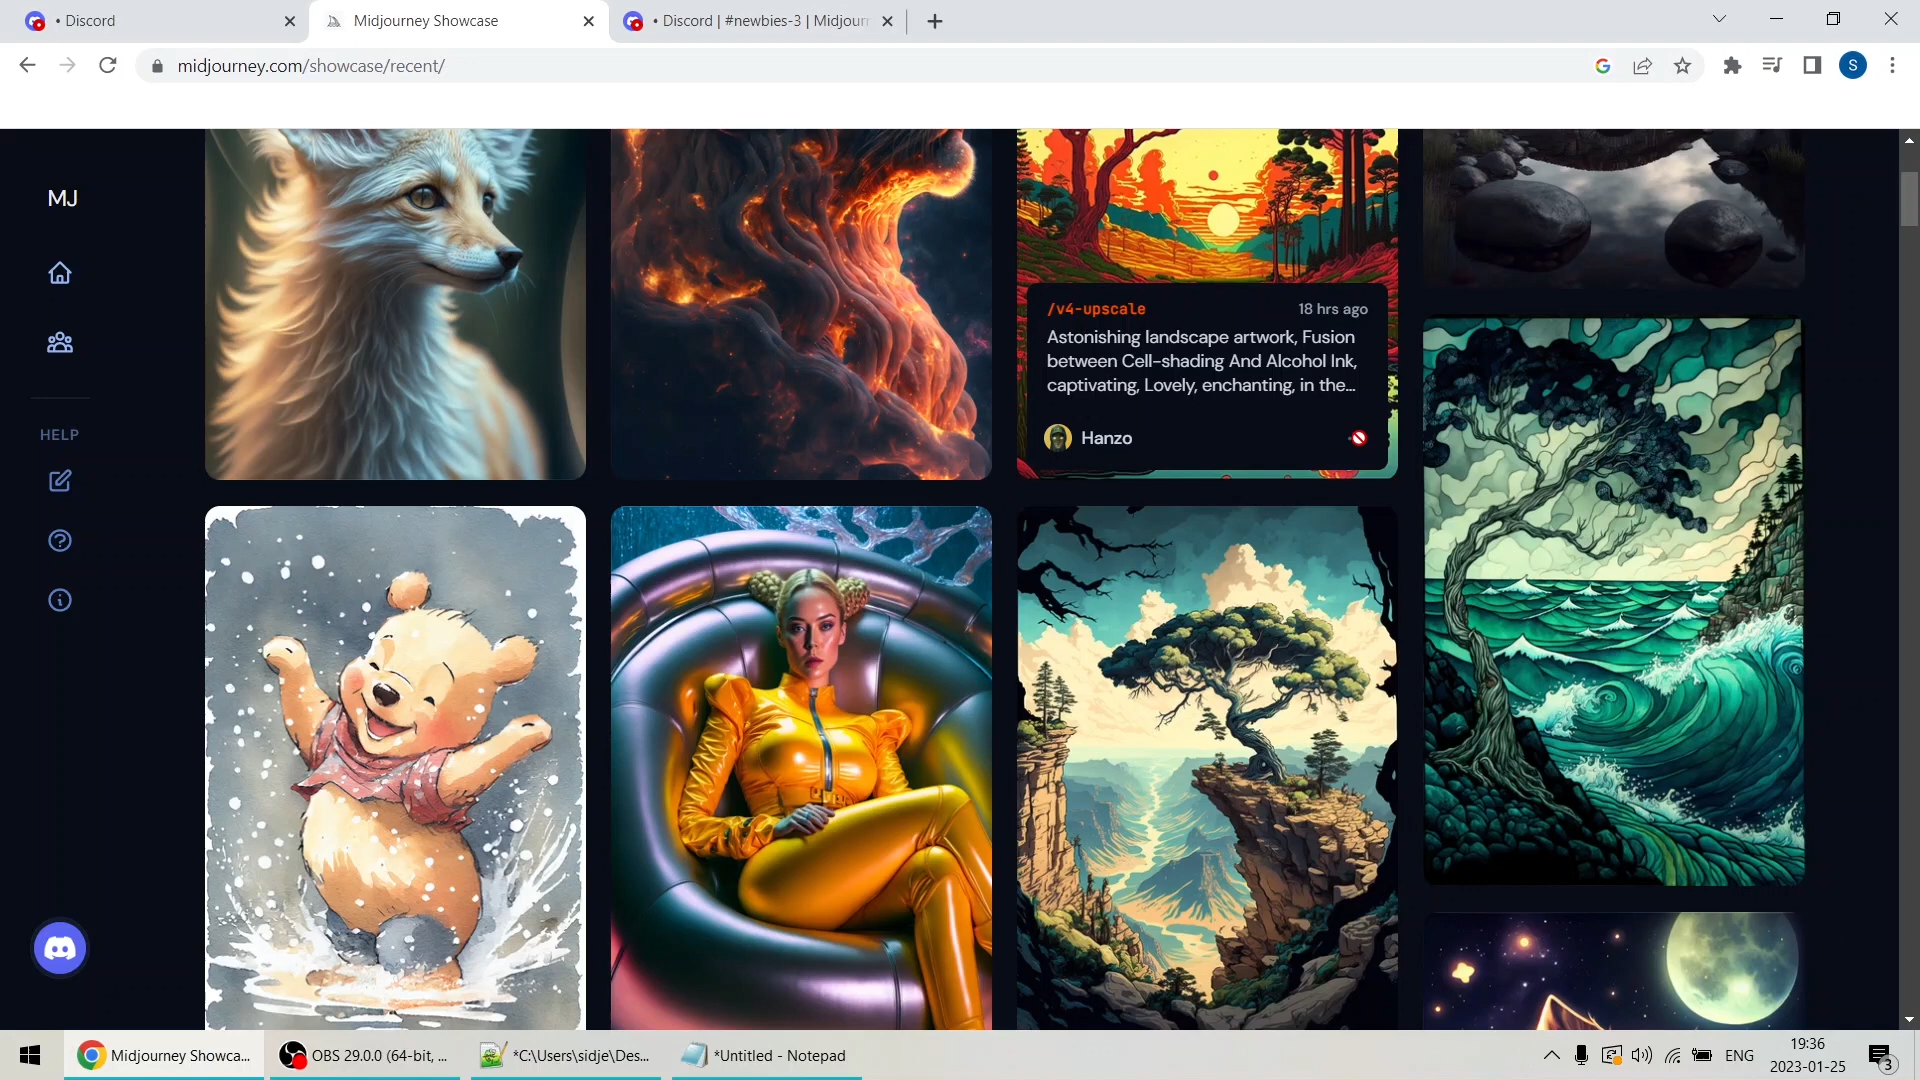 • Discord
Midjourney Showcase
• Discord | #newbies-3 | Midjour
midjourney.com/showcase/recent/
S
MJ
HELP
/v4-upscale
18 hrs ago
Astonishing landscape artwork, Fusion
between Cell-shading And Alcohol Ink,
captivating, Lovely, enchanting, in the...
Hanzo
Midjourney Showca...
OBS 29.0.0 (64-bit, ...
*C:\Users\sidje\Des...
*Untitled - Notepad
ENG
19:36
2023-01-25
3